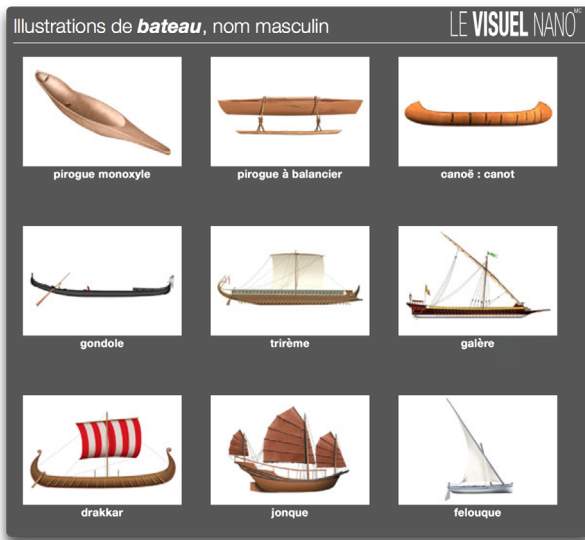 Illustrations de bateau, nom masculin
LE VISUEL NANO MC
pirogue monoxyle
pirogue à balancier
canoë : canot
gondole
trirème
galère
drakkar
jonque
felouque